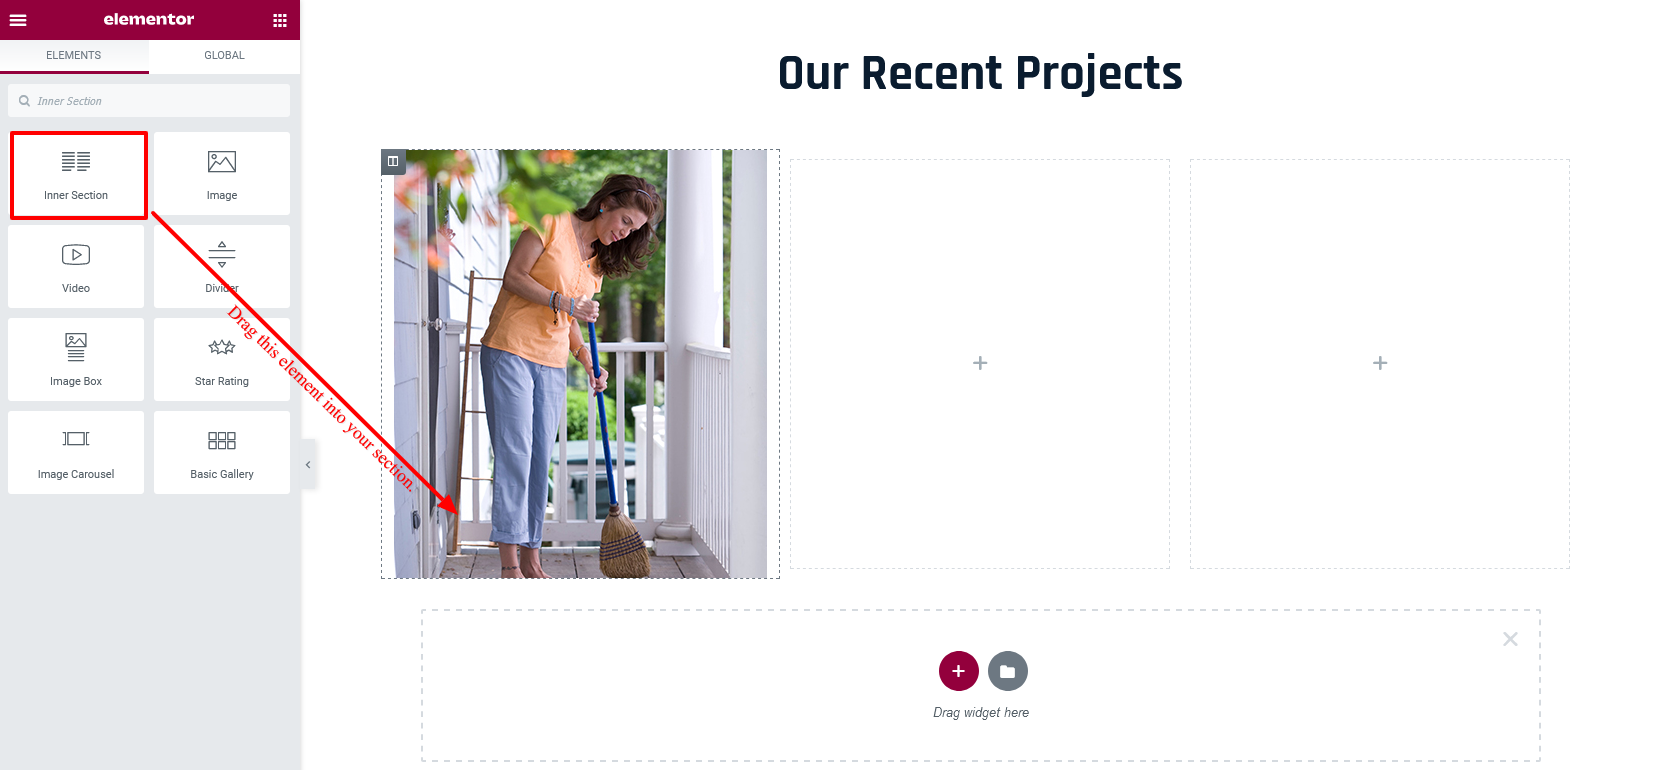 elementor
ELEMENTS
GLOBAL
Inner Section
Inner Section
Image
Video
Divider
Image Box
Star Rating
Image Carousel
Basic Gallery
Drag this element into your section.
Our Recent Projects
Drag widget here